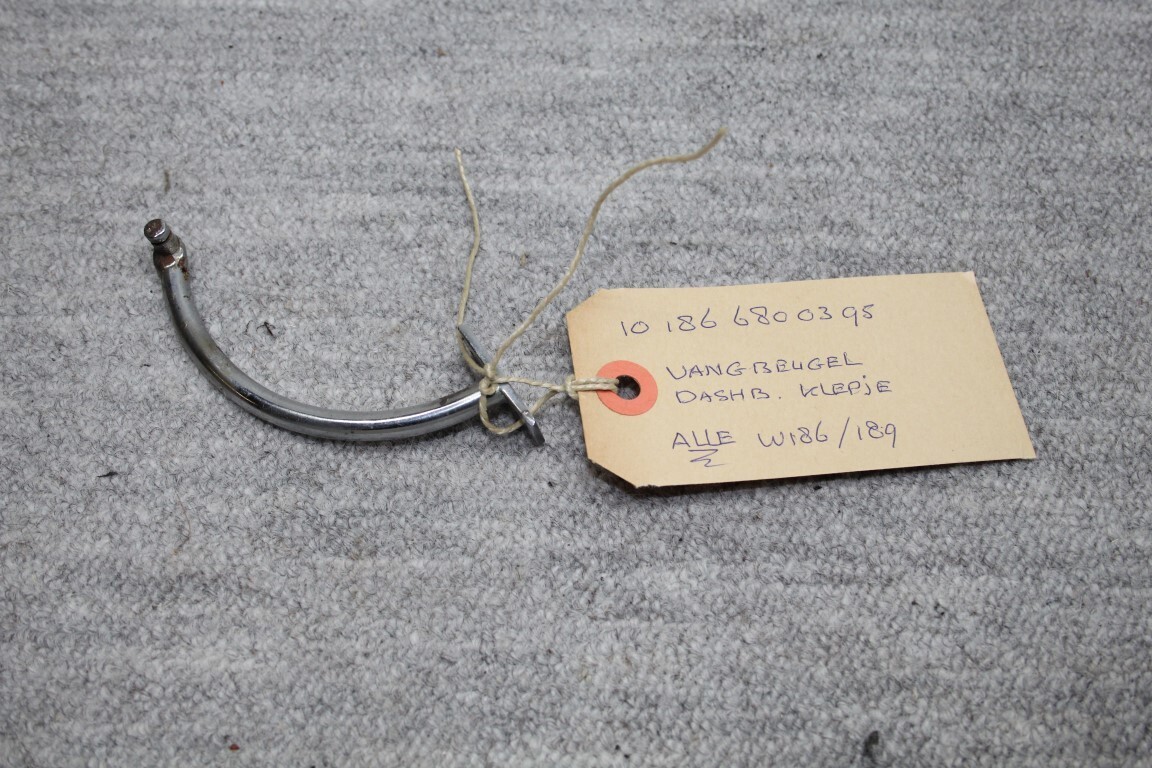 10 186 680 03 95
VANGBEUGEL
DASHB. KLEPJE
ALLE W186/189